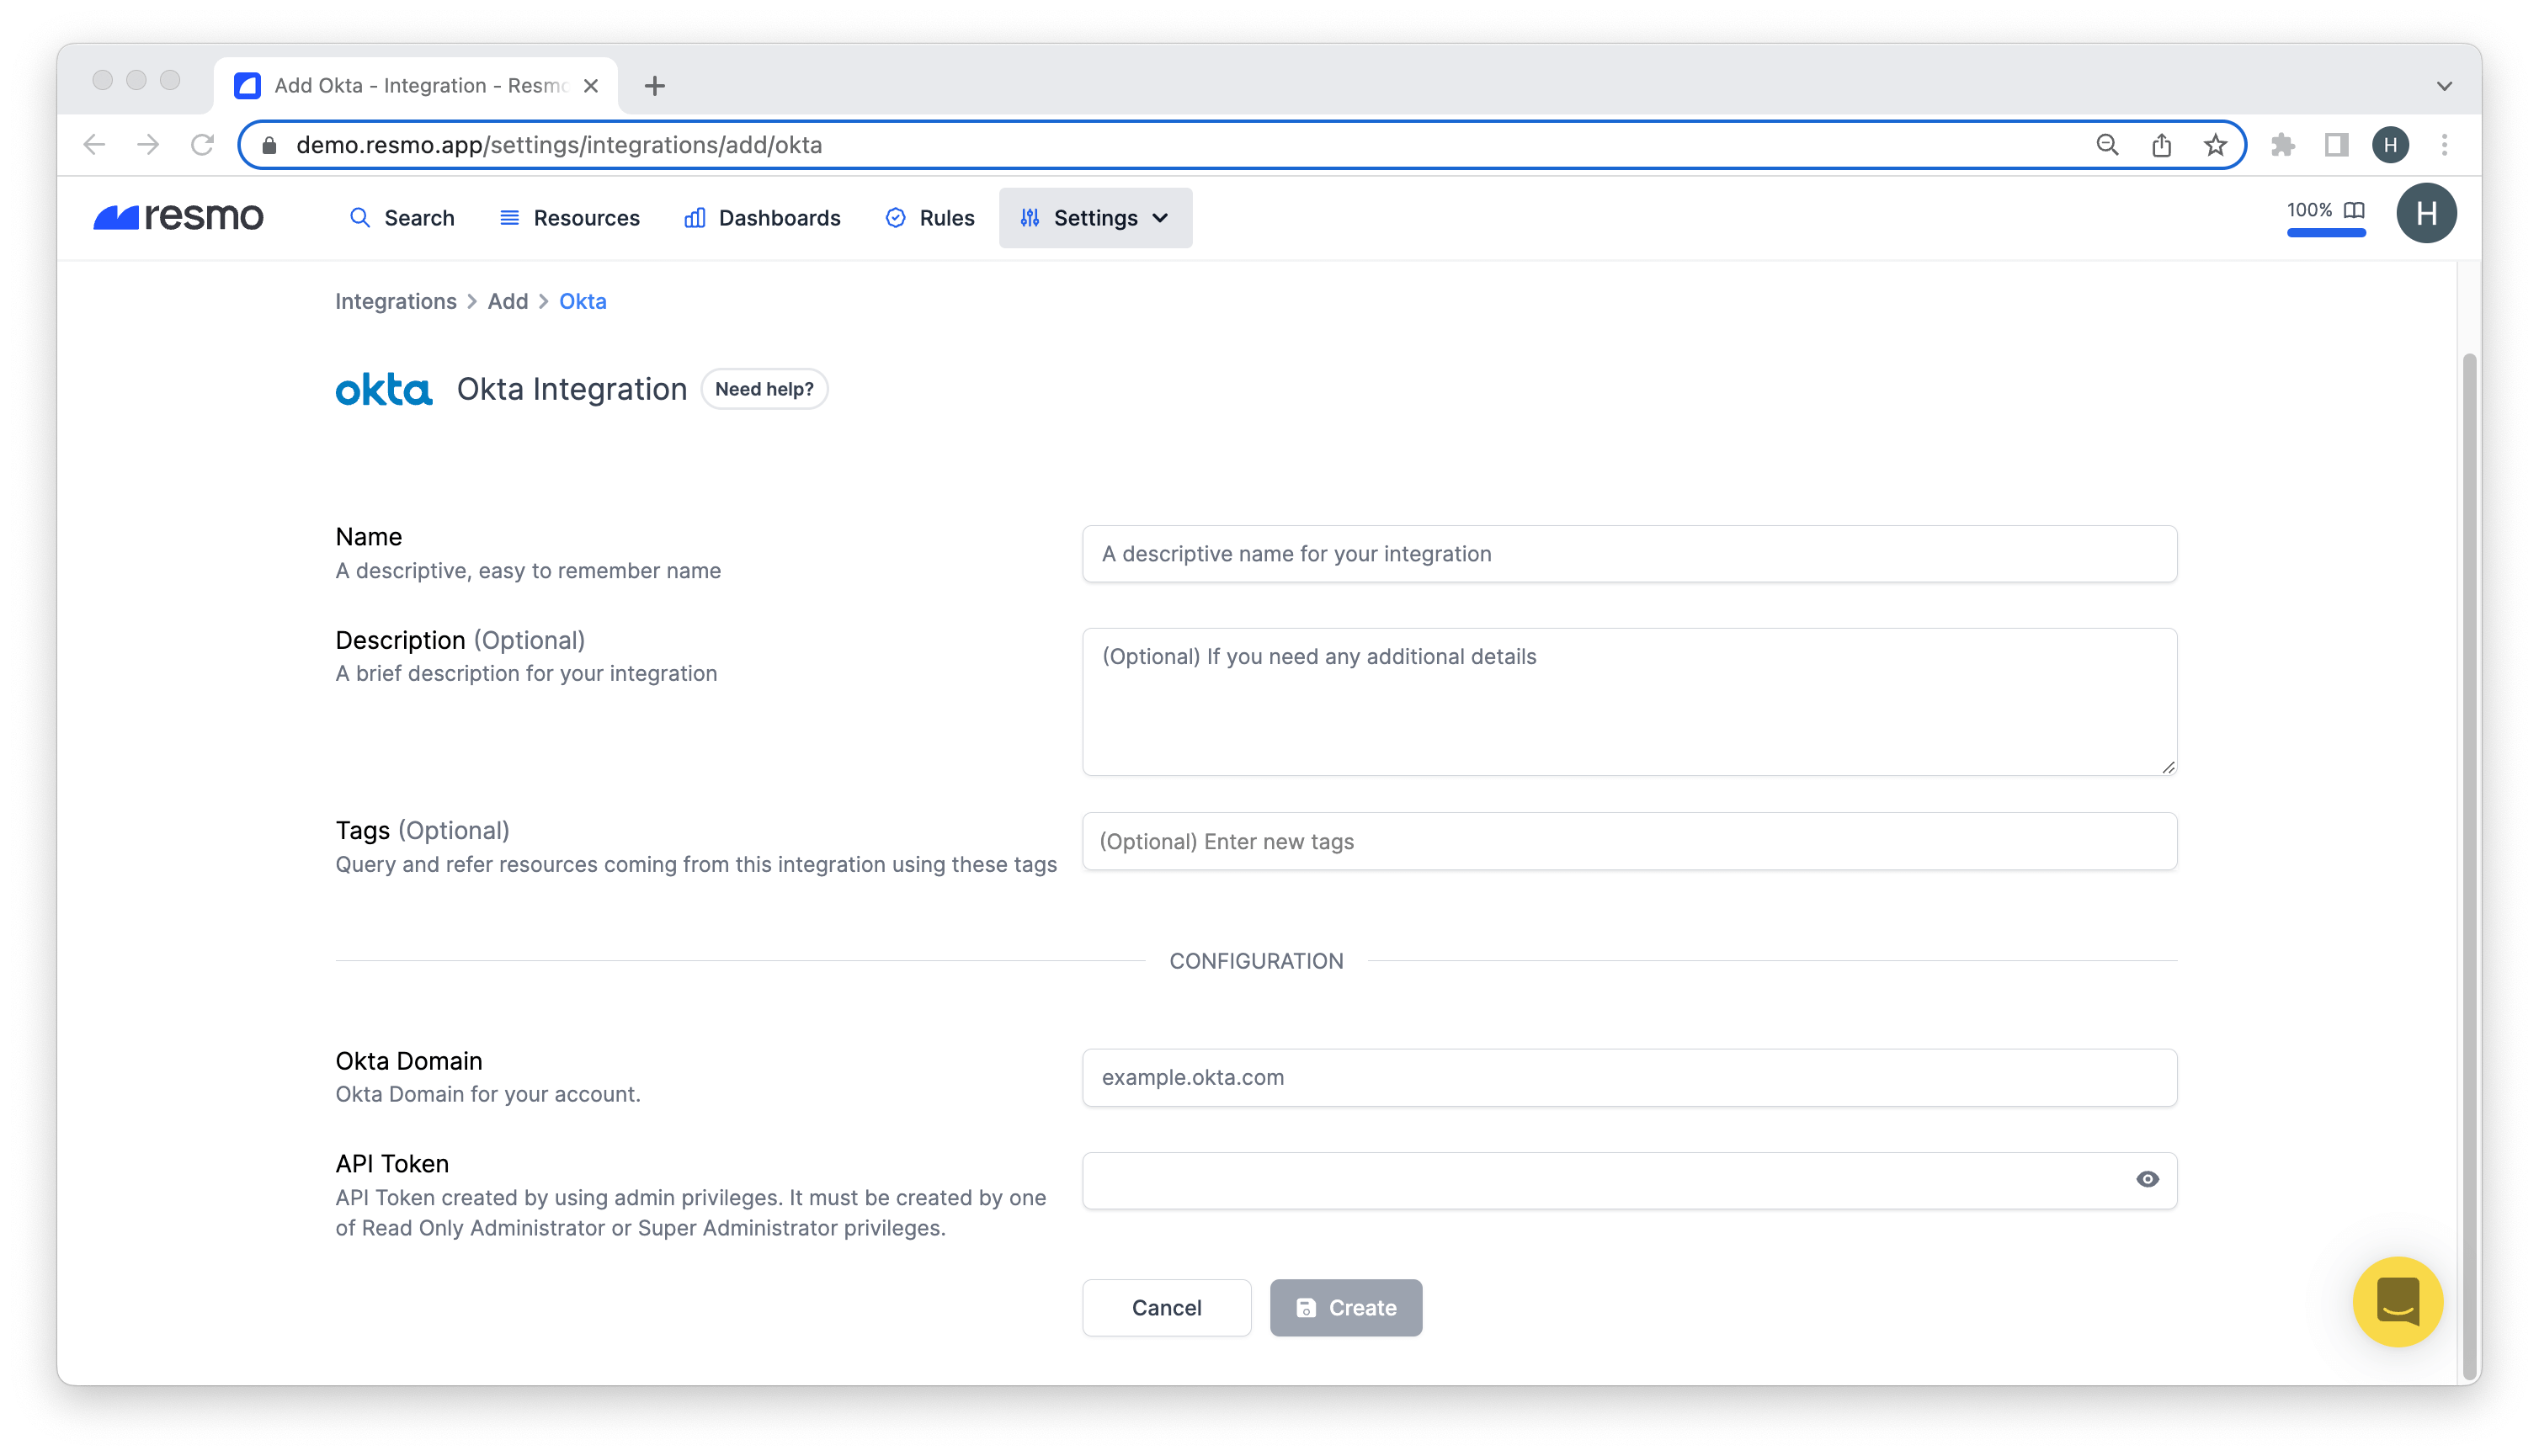 Add Okta - Integration - Resmo
demo.resmo.app/settings/integrations/add/okta
H
resmo
Search
Resources
Dashboards
Rules
Settings
100%
H
Integrations > Add > Okta
okta
Okta Integration
Need help?
Name
A descriptive, easy to remember name
A descriptive name for your integration
Description (Optional)
A brief description for your integration
(Optional) If you need any additional details
Tags (Optional)
Query and refer resources coming from this integration using these tags
(Optional) Enter new tags
CONFIGURATION
Okta Domain
Okta Domain for your account.
example.okta.com
API Token
API Token created by using admin privileges. It must be created by one
of Read Only Administrator or Super Administrator privileges.
Cancel
Create